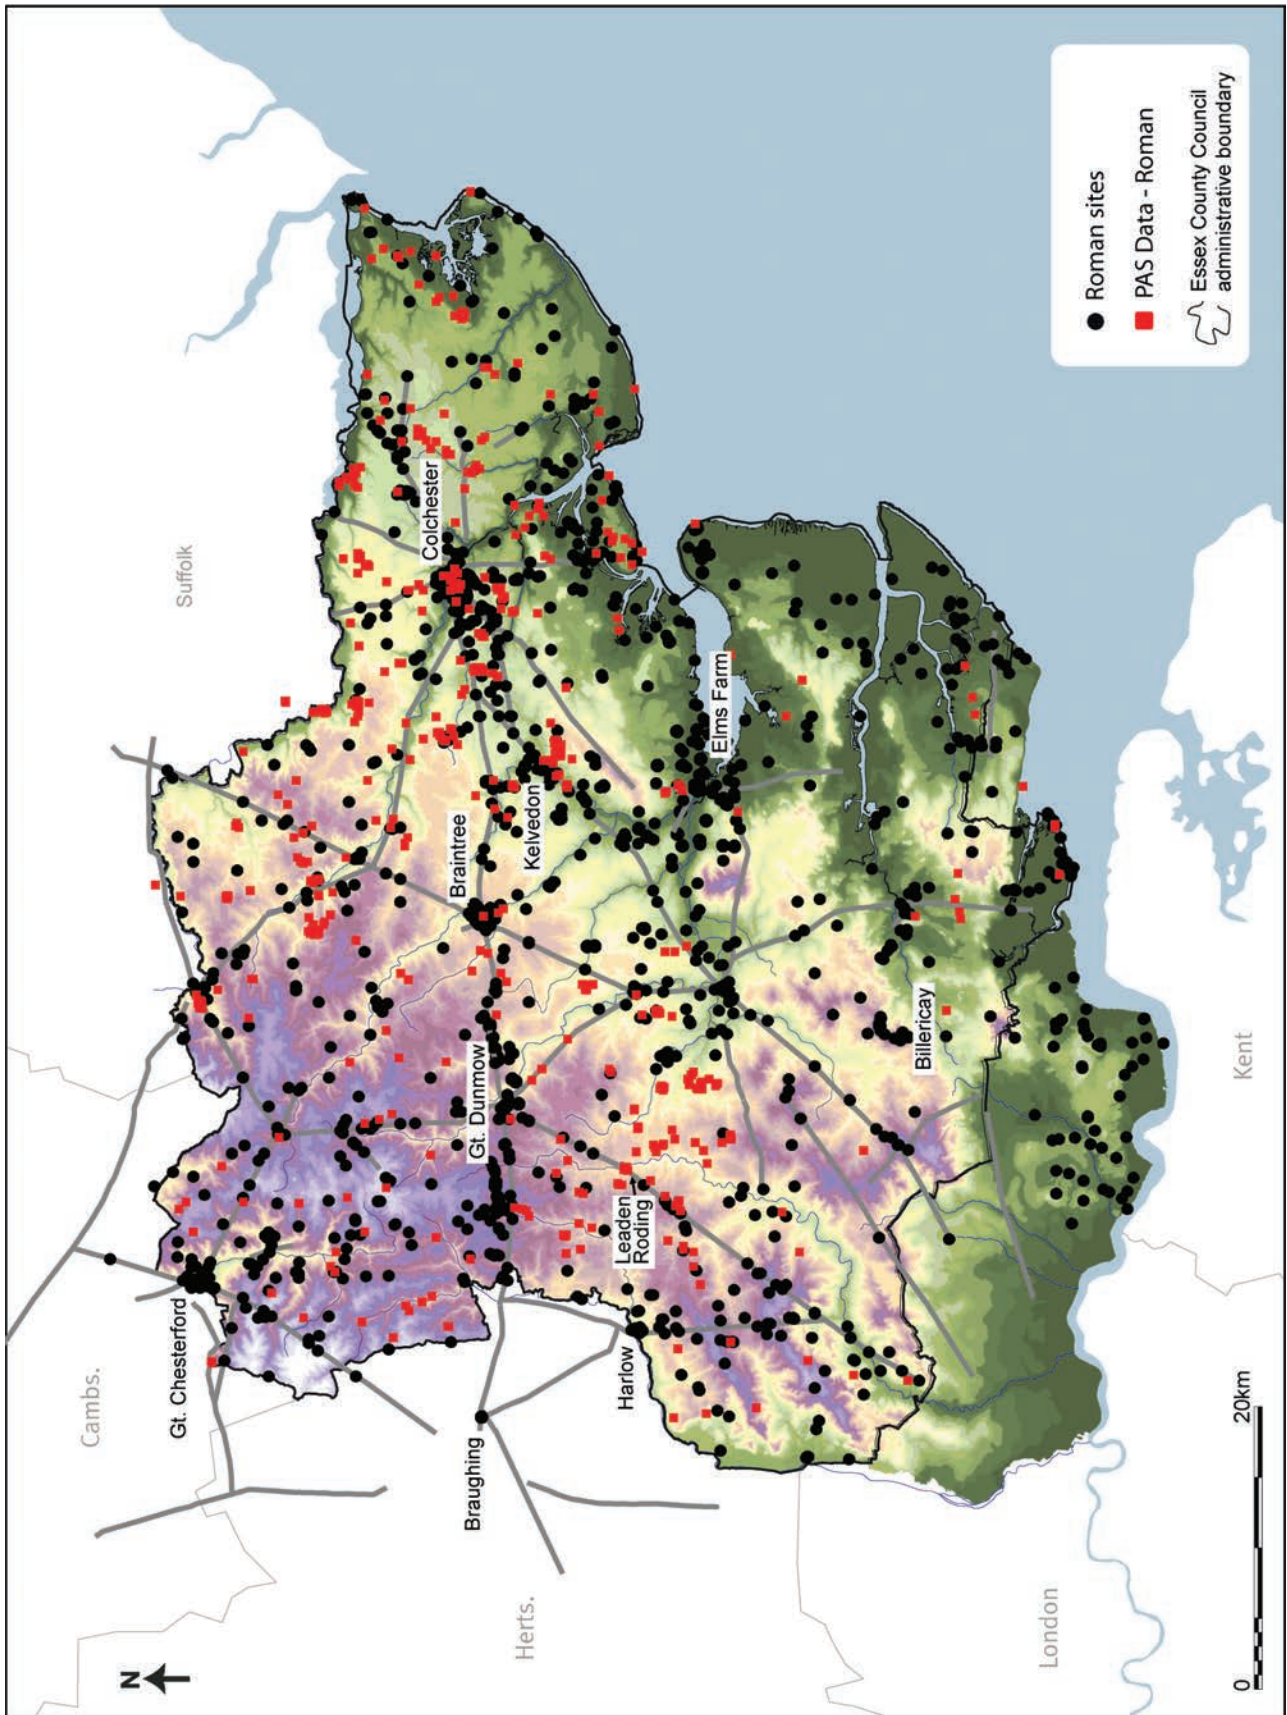 Cambs.
Suffolk
Gt. Chesterford
Braughing
Herts.
Gt. Dunmow
Braintree
Colchester
Kelvedon
Harlow
Leaden
Roding
Elms Farm
Billericay
London
Kent
N
0
20km
Roman sites
PAS Data - Roman
Essex County Council
administrative boundary